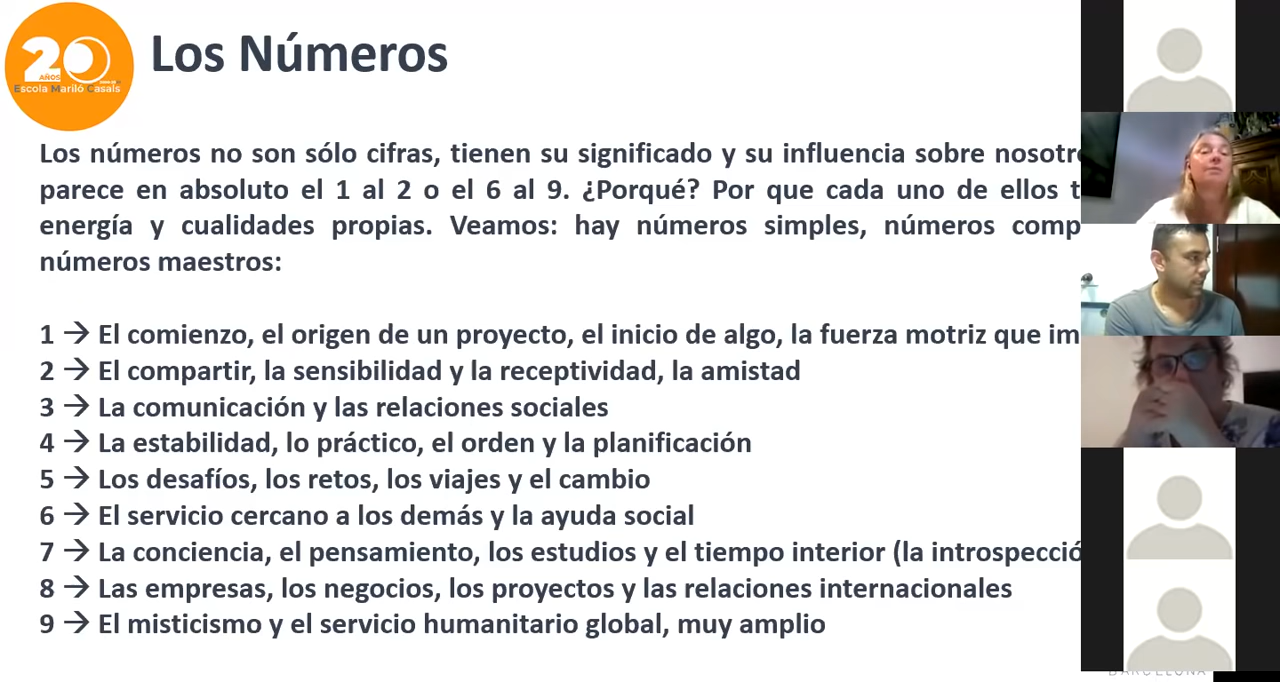 20
AÑOS
Escola Mariló Casals
Los Números
Los números no son sólo cifras, tienen su significado y su influencia sobre
parece en absoluto el 1 al 2 o el 6 al 9. ¿Porqué? Por que cada uno de ellos
energía y cualidades propias. Veamos: hay números simples, números
números maestros:
1 → El comienzo, el origen de un proyecto, el inicio de algo, la fuerza motriz que
2 → El compartir, la sensibilidad y la receptividad, la amistad
3 → La comunicación y las relaciones sociales
4 → La estabilidad, lo práctico, el orden y la planificación
5 → Los desafíos, los retos, los viajes y el cambio
6 → El servicio cercano a los demás y la ayuda social
7 → La conciencia, el pensamiento, los estudios y el tiempo interior (la
8 → Las empresas, los negocios, los proyectos y las relaciones internacionales
9 → El misticismo y el servicio humanitario global, muy amplio
BARCELONA